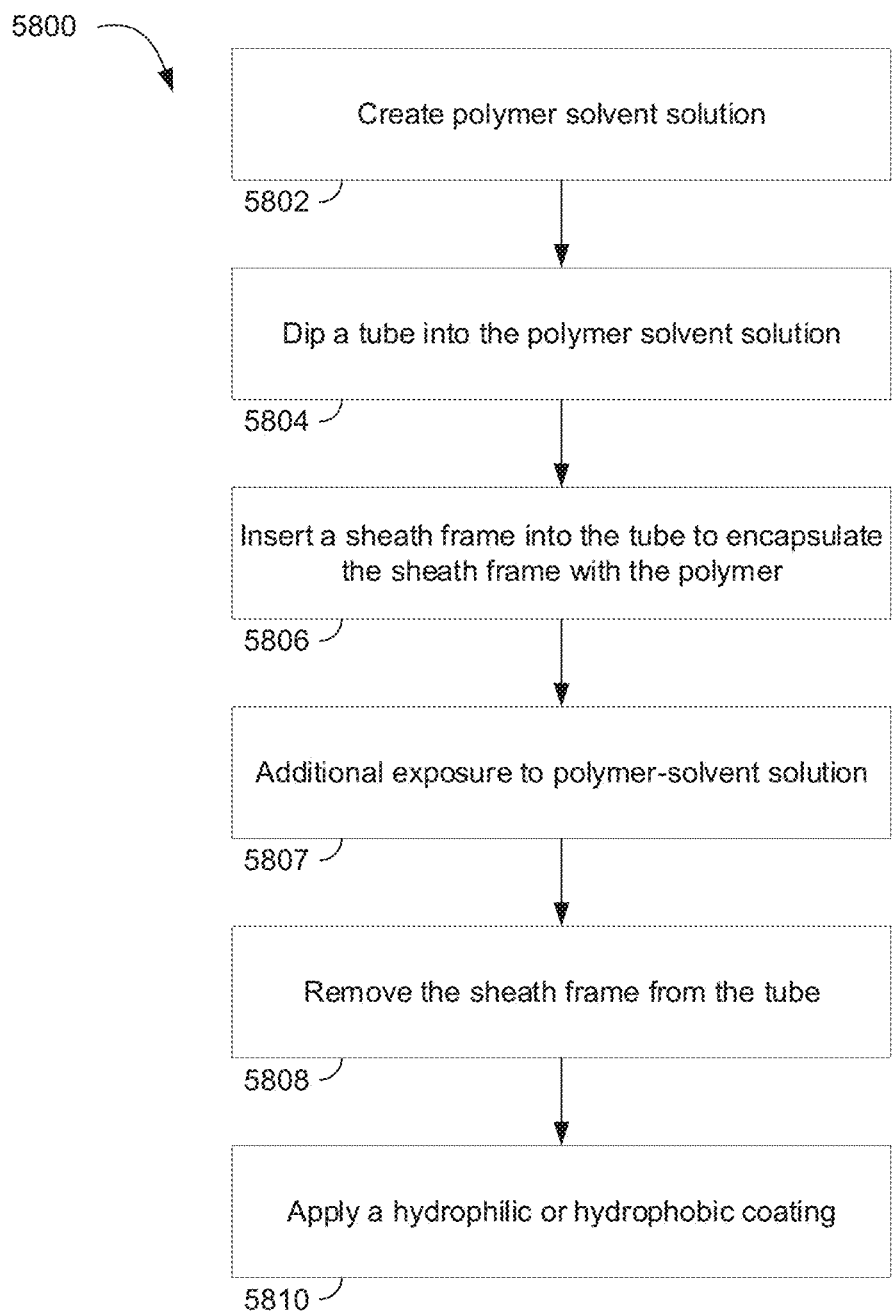 5800
Create polymer solvent solution
5802
Dip a tube into the polymer solvent solution
5804
Insert a sheath frame into the tube to encapsulate
the sheath frame with the polymer
5806
Additional exposure to polymer-solvent solution
5807
Remove the sheath frame from the tube
5808
Apply a hydrophilic or hydrophobic coating
5810